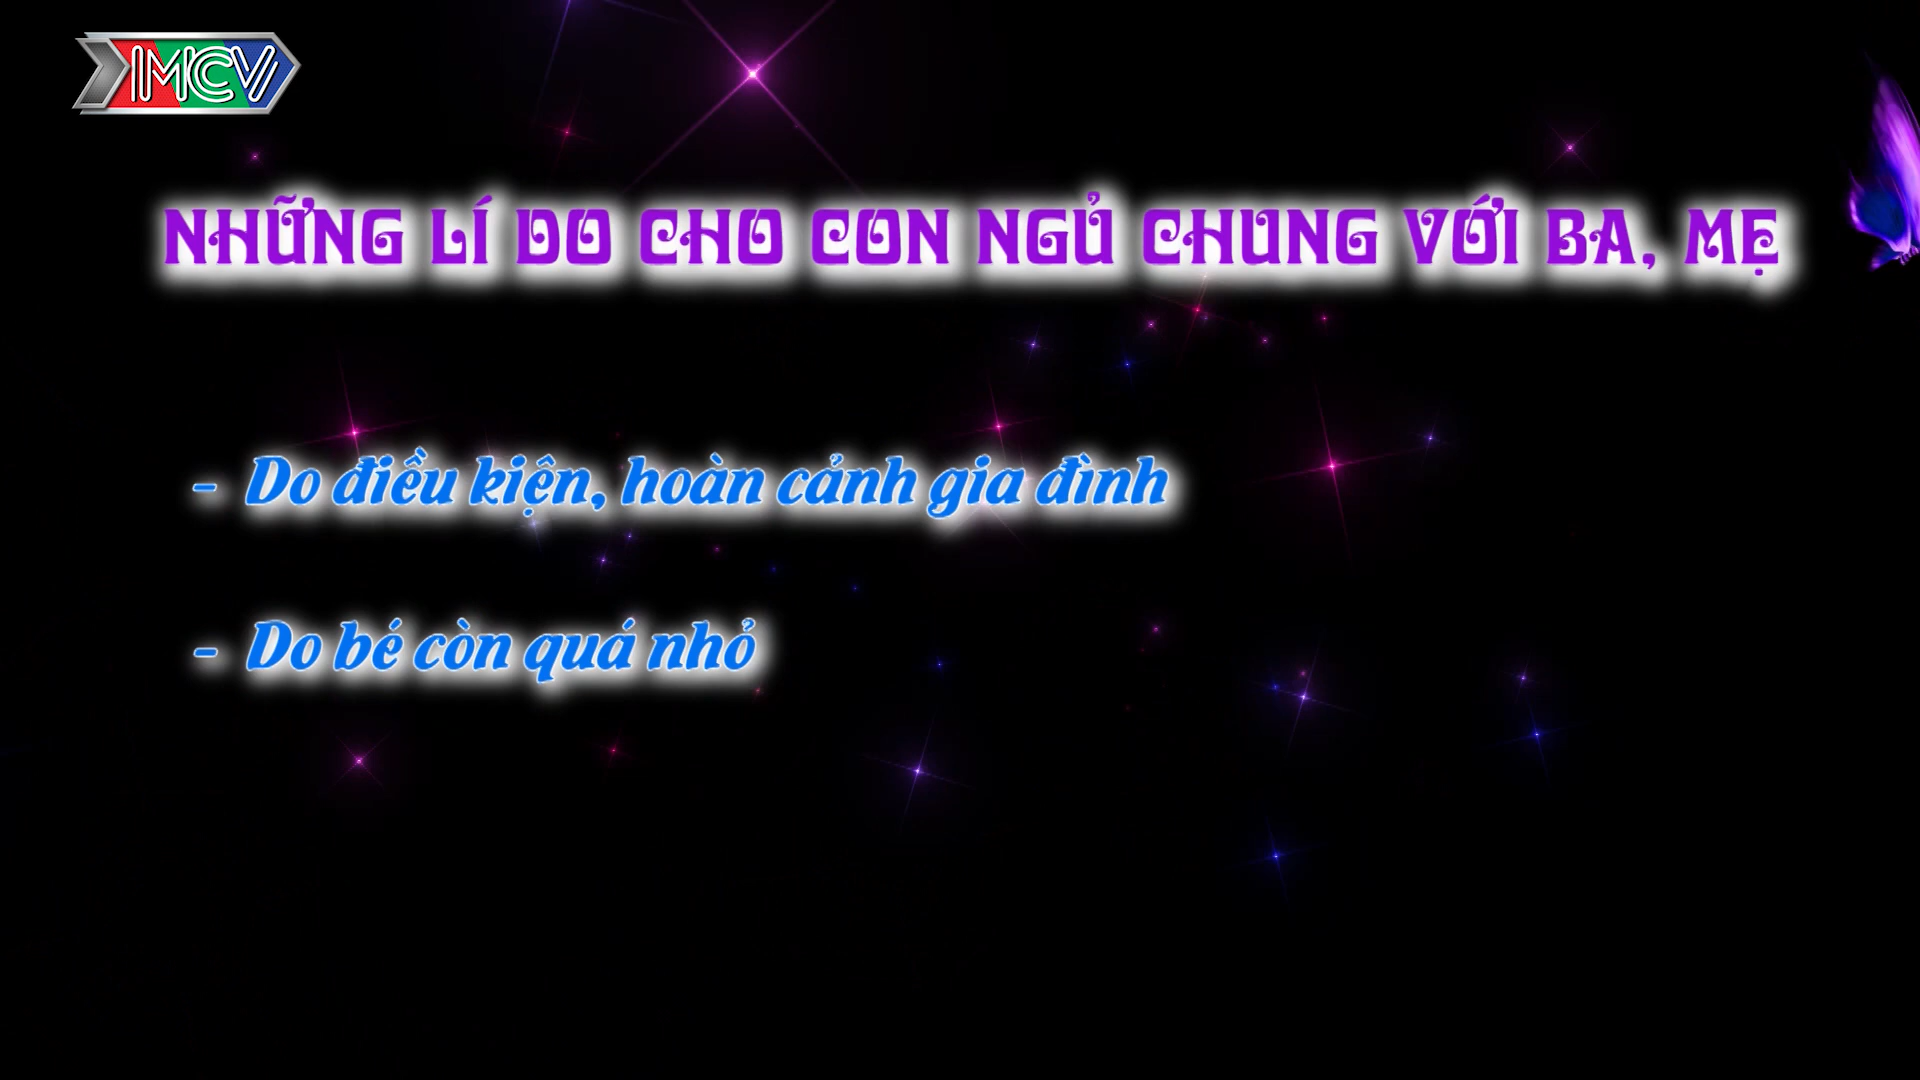 MCV
NHỮNG LÍ DO CHO CON NGỦ CHUNG VỚI BA, MẸ
- Do điều kiện, hoàn cảnh gia đình
- Do bé còn quá nhỏ